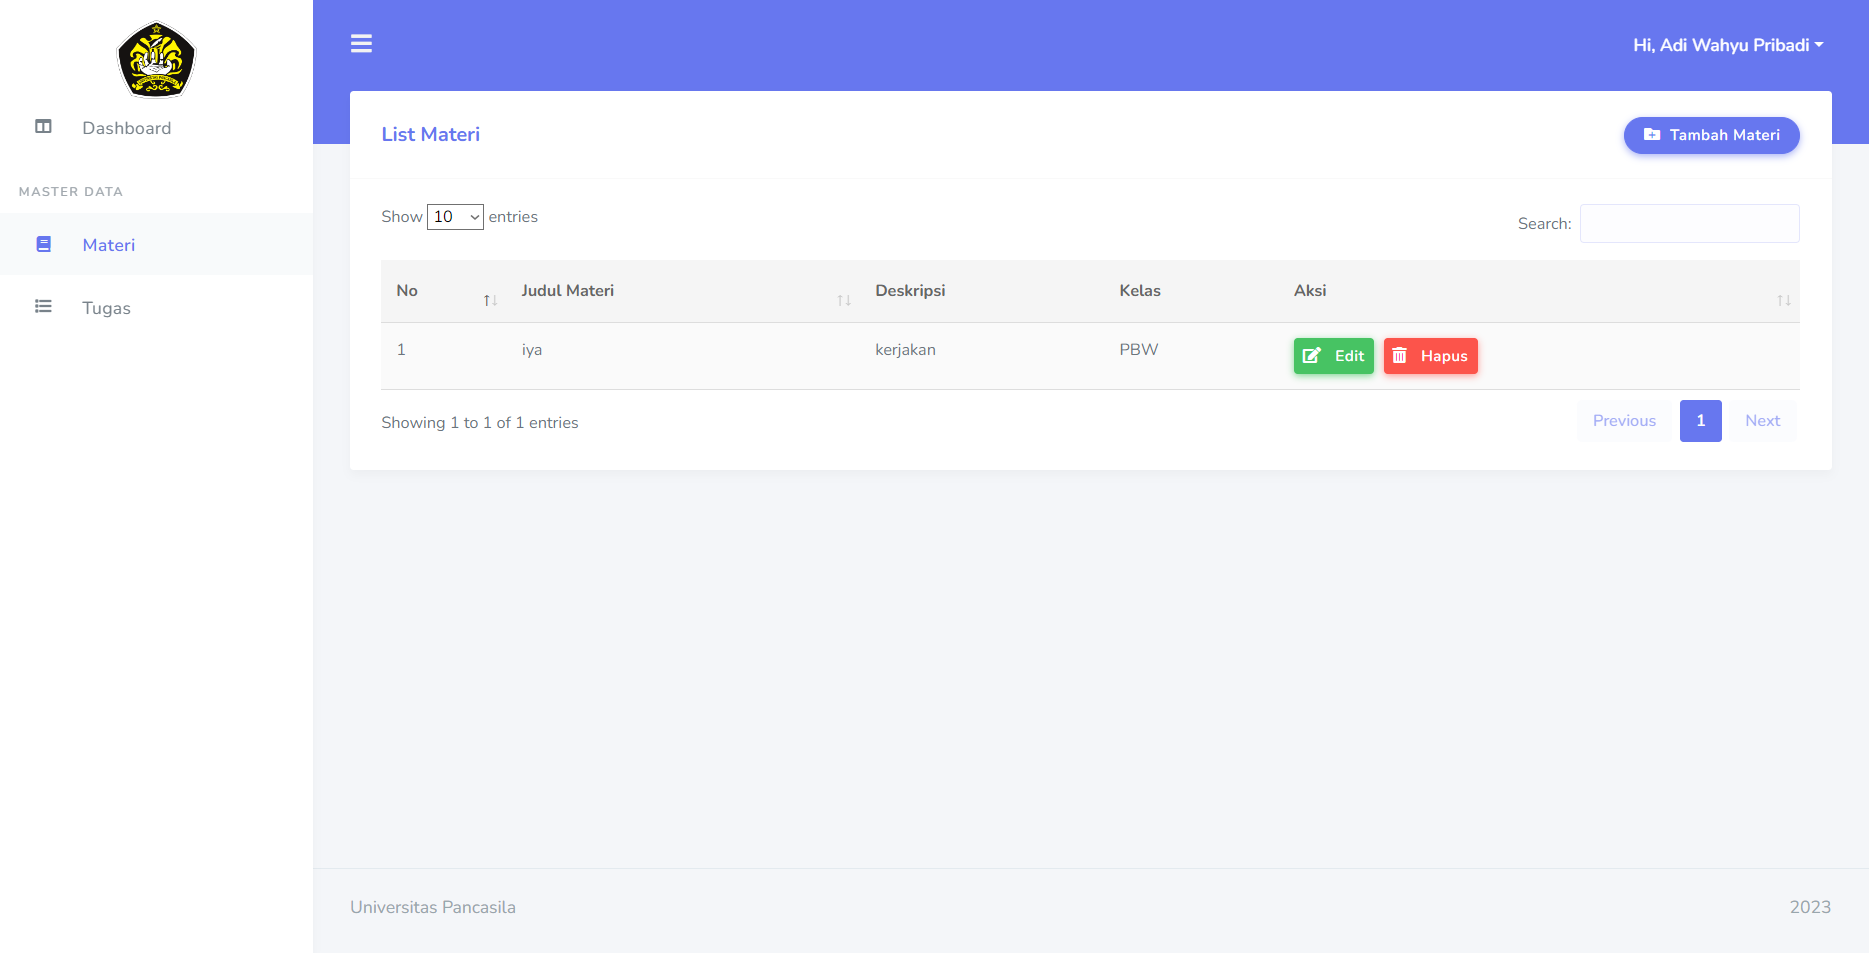 Hi, Adi Wahyu Pribadi
Dashboard
MASTER DATA
Materi
Tugas
List Materi
Tambah Materi
Show 10 entries
Search:
No Judul Materi Deskripsi Kelas Aksi
1 iya kerjakan PBW Edit Hapus
Showing 1 to 1 of 1 entries
Previous 1 Next
Universitas Pancasila
2023